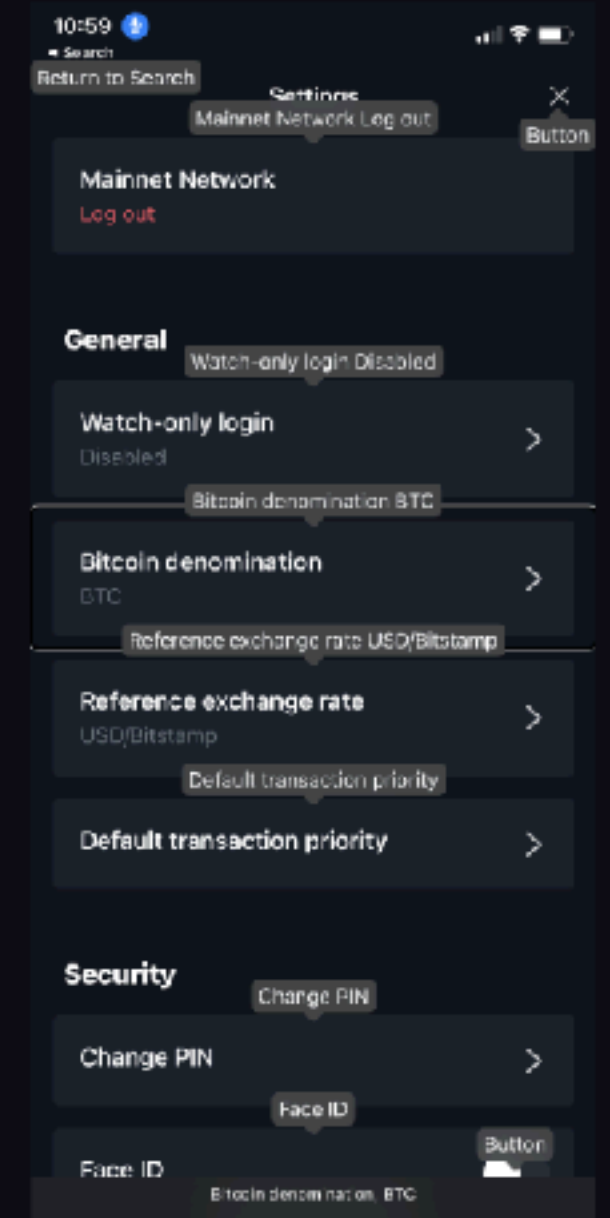 10:59
Search
Return to Search
Settings
Mainnet Network Log out
Button
Mainnet Network
Log out
General
Watch-only login Disabled
Watch-only login
Disabled
Bitcoin denomination BTC
Bitcoin denomination
BTC
Reference exchange rate USD/Bitstamp
Reference exchange rate
USD/Bitstamp
Default transaction priority
Default transaction priority
Security
Change PIN
Change PIN
Face ID
Button
Face ID
Bitcoin denomination, BTC